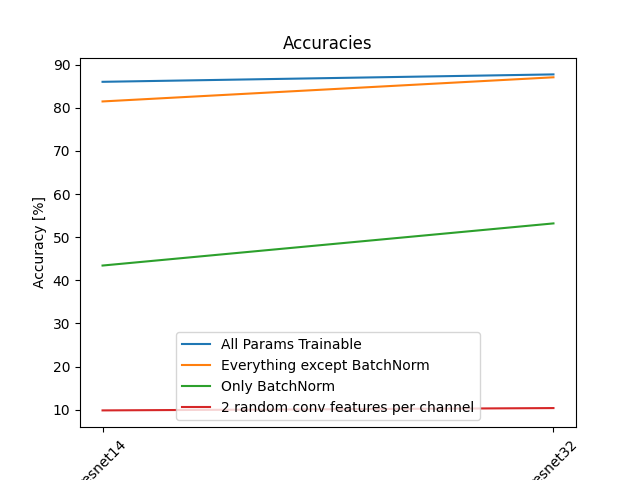 Accuracies
Accuracy [%]
90
80
70
60
50
40
30
20
10
All Params Trainable
Everything except BatchNorm
Only BatchNorm
2 random conv features per channel
esnet14
esnet32